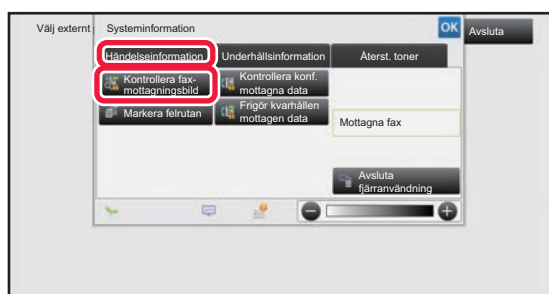 Välj externt
Systeminformation
OK
Avsluta
Händelseinformation
Underhållsinformation
Återst. toner
Kontrollera fax-
mottagningsbild
Kontrollera konf.
mottagna data
Markera felrutan
Frigör kvarhållen
mottagen data
Mottagna fax
Avsluta
fjärranvändning